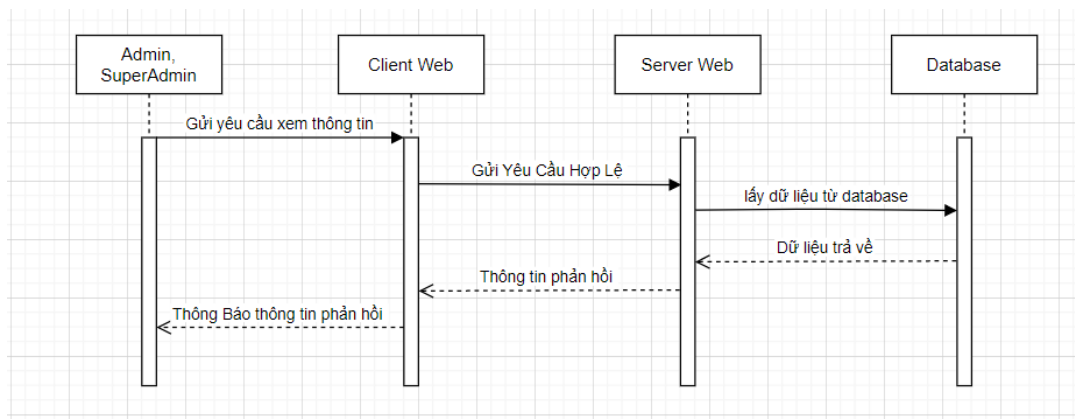 Admin,
SuperAdmin
Client Web
Server Web
Database
Gửi yêu cầu xem thông tin
Gửi Yêu Cầu Hợp Lệ
lấy dữ liệu từ database
Dữ liệu trả về
Thông tin phản hồi
Thông Báo thông tin phản hồi